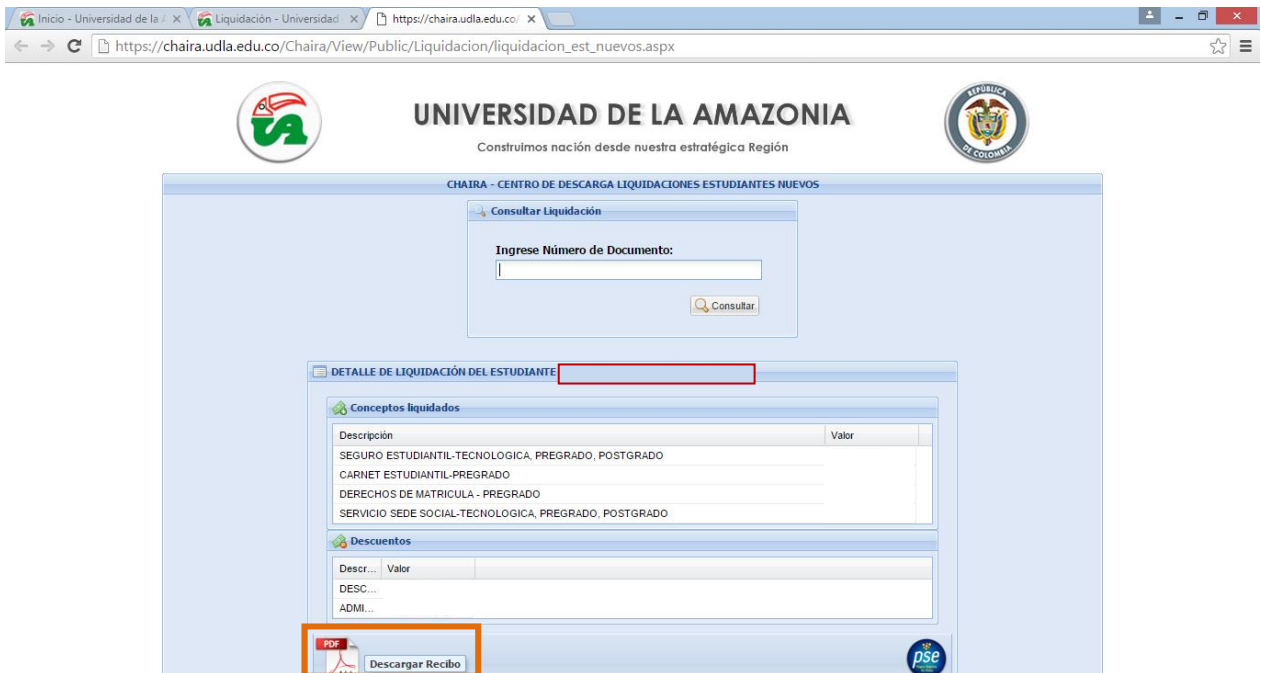 Inicio - Universidad de la A
Liquidación - Universidad
https://chaira.udla.edu.co/
https://chaira.udla.edu.co/Chaira/View/Public/Liquidacion/liquidacion_est_nuevos.aspx
UNIVERSIDAD DE LA AMAZONIA
Construimos nación desde nuestra estratégica Región
REPÚBLICA DE COLOMBIA
CHAIRA - CENTRO DE DESCARGA LIQUIDACIONES ESTUDIANTES NUEVOS
Consultar Liquidación
Ingrese Número de Documento:
Consultar
DETALLE DE LIQUIDACIÓN DEL ESTUDIANTE
Conceptos liquidados
Descripción Valor
SEGURO ESTUDIANTIL-TECNOLOGICA, PREGRADO, POSTGRADO
CARNET ESTUDIANTIL-PREGRADO
DERECHOS DE MATRICULA - PREGRADO
SERVICIO SEDE SOCIAL-TECNOLOGICA, PREGRADO, POSTGRADO
Descuentos
Descr... Valor
DESC...
ADMI...
PDF
Descargar Recibo
pse